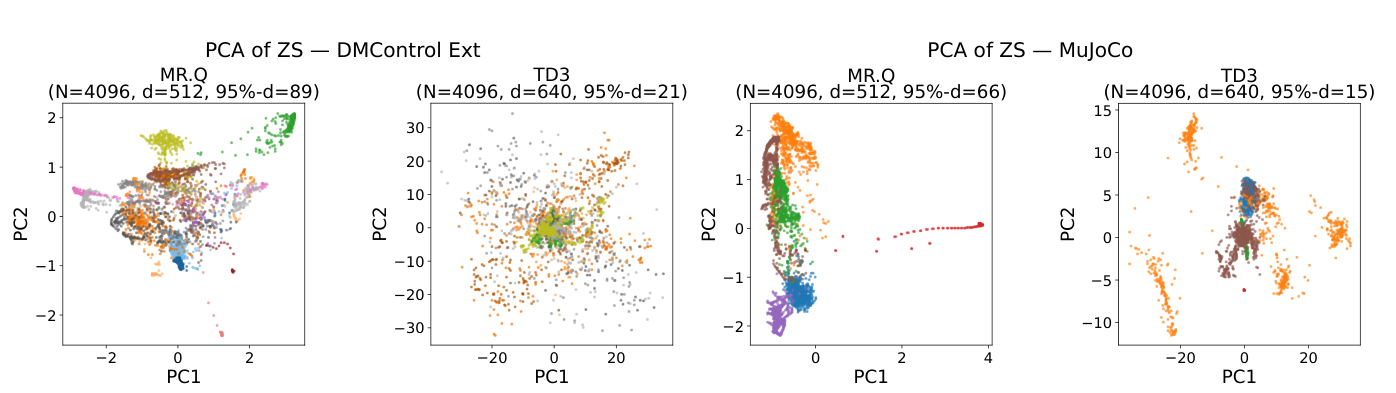 PCA of ZS — DMControl Ext
PCA of ZS — MuJoCo
MR.Q
(N=4096, d=512, 95%-d=89)
2
1
0
−1
−2
−2
0
2
PC2
PC1
TD3
(N=4096, d=640, 95%-d=21)
30
20
10
0
−10
−20
−30
−20
0
20
PC2
PC1
MR.Q
(N=4096, d=512, 95%-d=66)
2
1
0
−1
−2
0
2
4
PC2
PC1
TD3
(N=4096, d=640, 95%-d=15)
15
10
5
0
−5
−10
−20
0
20
PC2
PC1